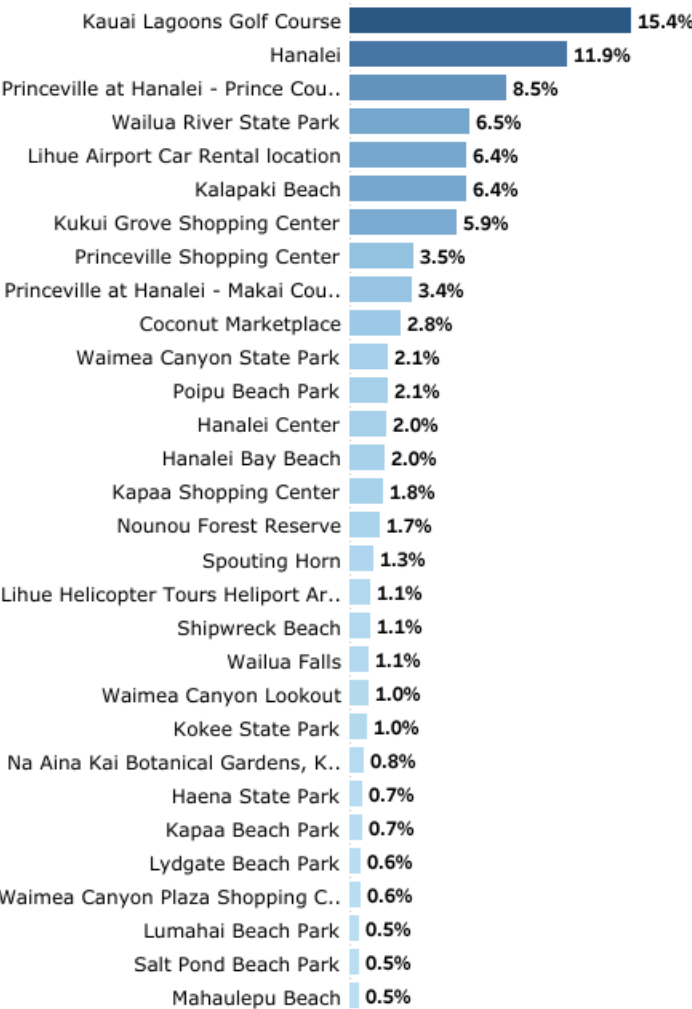 Kauai Lagoons Golf Course 15.4%
Hanalei 11.9%
Princeville at Hanalei - Prince Cou.. 8.5%
Wailua River State Park 6.5%
Lihue Airport Car Rental location 6.4%
Kalapaki Beach 6.4%
Kukui Grove Shopping Center 5.9%
Princeville Shopping Center 3.5%
Princeville at Hanalei - Makai Cou.. 3.4%
Coconut Marketplace 2.8%
Waimea Canyon State Park 2.1%
Poipu Beach Park 2.1%
Hanalei Center 2.0%
Hanalei Bay Beach 2.0%
Kapaa Shopping Center 1.8%
Nounou Forest Reserve 1.7%
Spouting Horn 1.3%
Lihue Helicopter Tours Heliport Ar.. 1.1%
Shipwreck Beach 1.1%
Wailua Falls 1.1%
Waimea Canyon Lookout 1.0%
Kokee State Park 1.0%
Na Aina Kai Botanical Gardens, K.. 0.8%
Haena State Park 0.7%
Kapaa Beach Park 0.7%
Lydgate Beach Park 0.6%
Waimea Canyon Plaza Shopping C.. 0.6%
Lumahai Beach Park 0.5%
Salt Pond Beach Park 0.5%
Mahaulepu Beach 0.5%